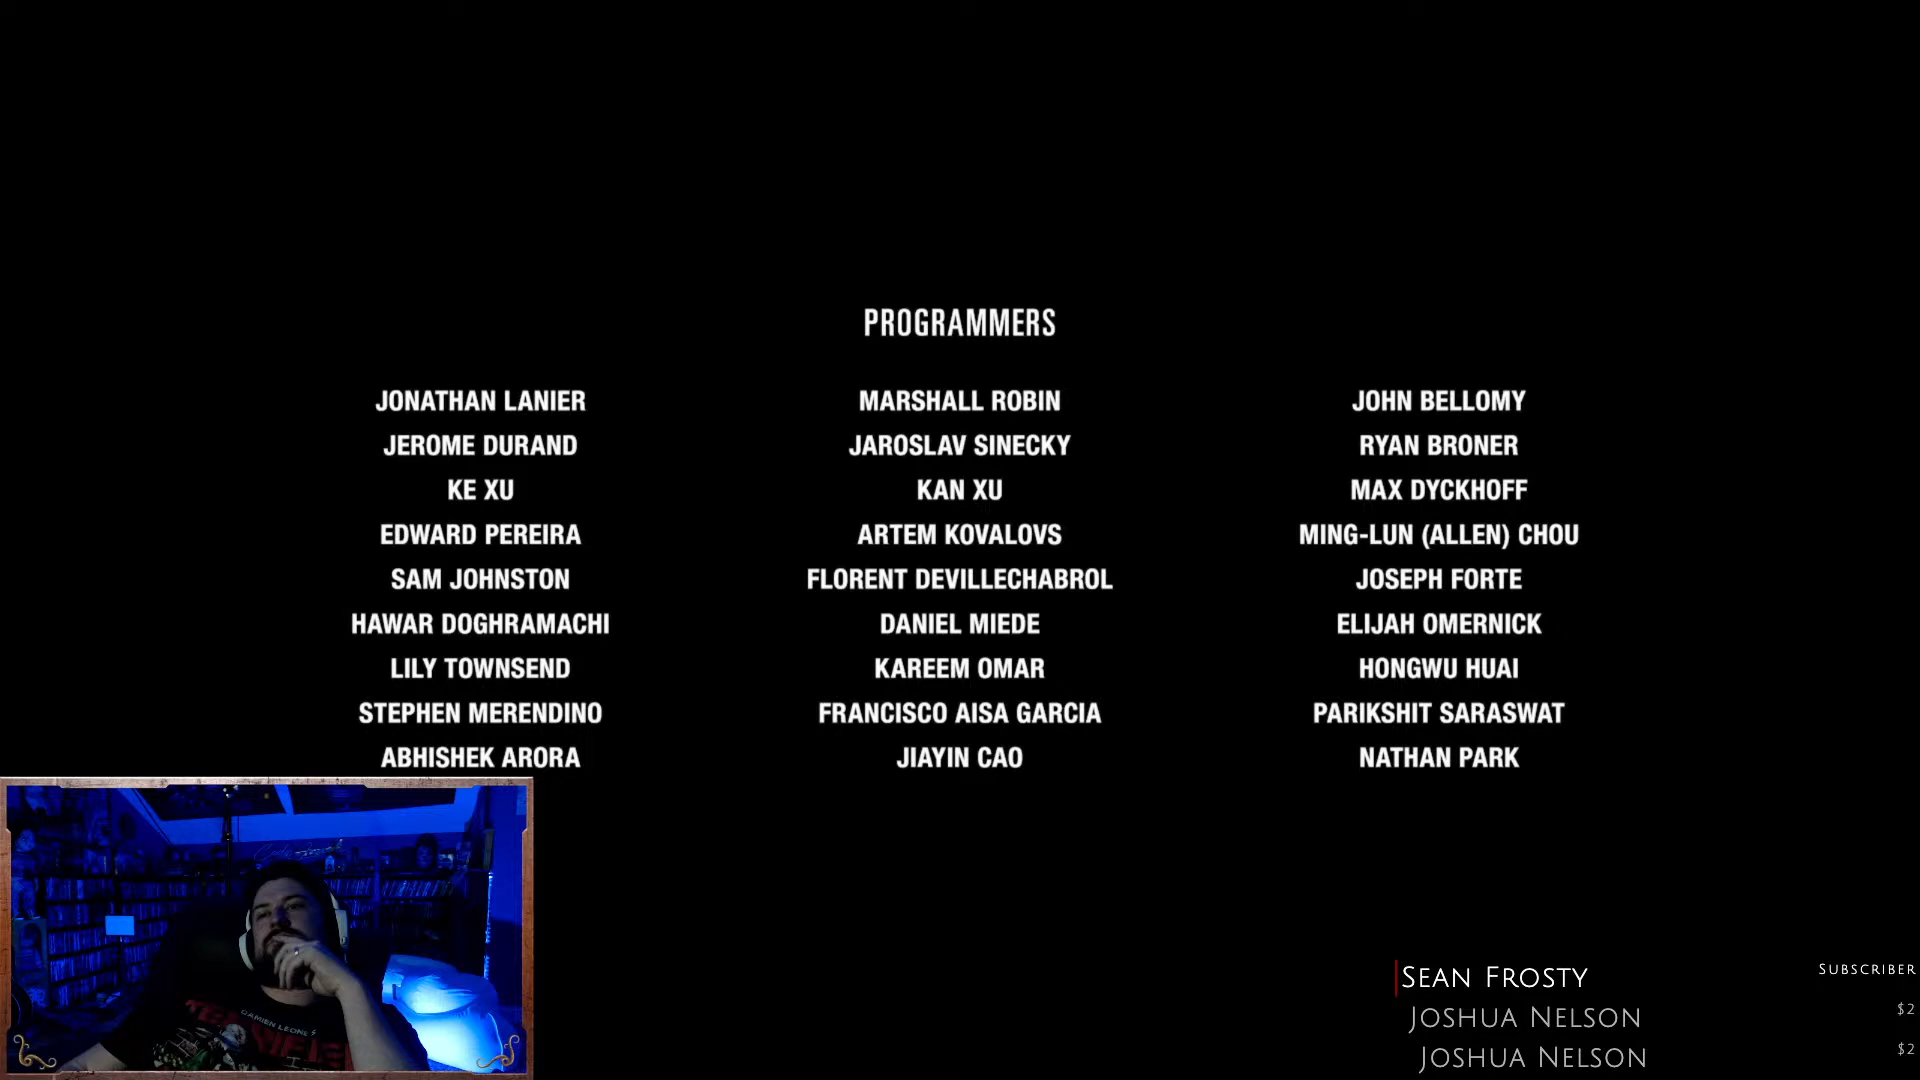 PROGRAMMERS
JONATHAN LANIER MARSHALL ROBIN JOHN BELLOMY
JEROME DURAND JAROSLAV SINECKY RYAN BRONER
KE XU KAN XU MAX DYCKHOFF
EDWARD PEREIRA ARTEM KOVALOVS MING-LUN (ALLEN) CHOU
SAM JOHNSTON FLORENT DEVILLECHABROL JOSEPH FORTE
HAWAR DOGHRAMACHI DANIEL MIEDE ELIJAH OMERNICK
LILY TOWNSEND KAREEM OMAR HONGWU HUAI
STEPHEN MERENDINO FRANCISCO AISA GARCIA PARIKSHIT SARASWAT
ABHISHEK ARORA JIAYIN CAO NATHAN PARK
DAMIEN LEONE'S
SEAN FROSTY SUBSCRIBER
JOSHUA NELSON $2
JOSHUA NELSON $2